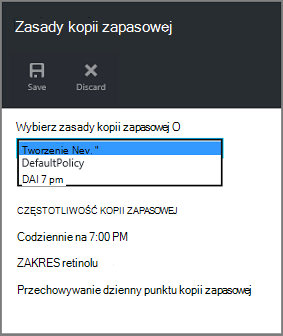 Zasady kopii zapasowej
Save Discard
Wybierz zasady kopii zapasowej O
Tworzenie Nev. "
DefaultPolicy
DAI 7 pm
CZĘSTOTLIWOŚĆ KOPII ZAPASOWEJ
Codziennie na 7:00 PM
ZAKRES retinolu
Przechowywanie dzienny punktu kopii zapasowej